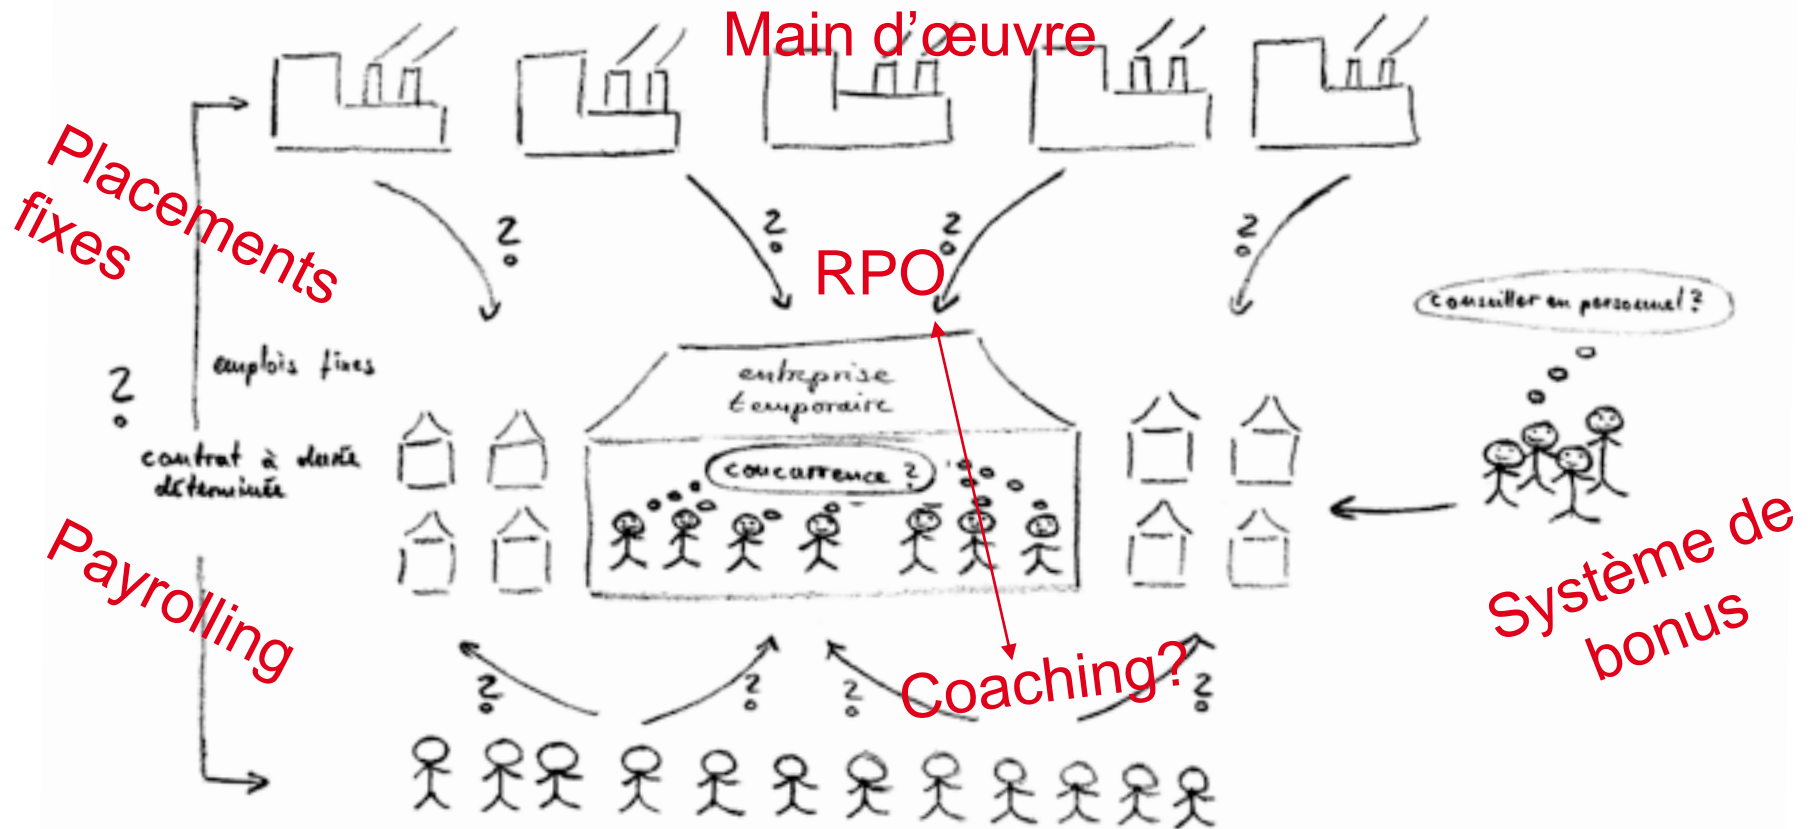 Main d’œuvre
Placements
fixes
?
?
?
?
RPO
conseiller en personnel ?
?
emplois fixes
entreprise
temporaire
contrat à durée
déterminée
concurrence ?
Payrolling
Système de
bonus
Coaching?
?
?
?
?